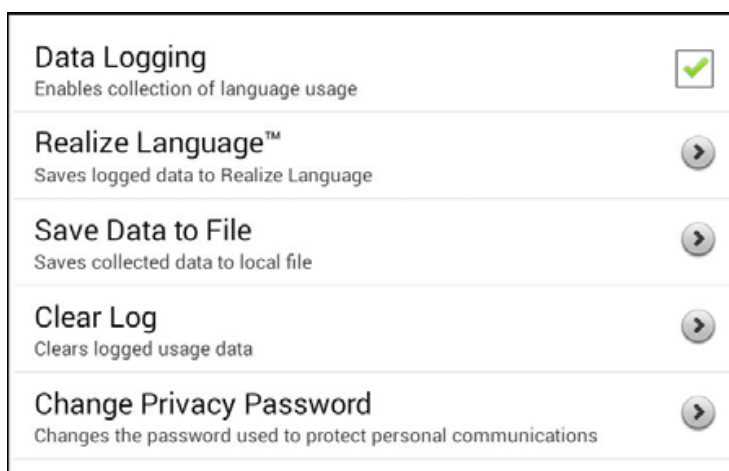 Data Logging
Enables collection of language usage
Realize Language™
Saves logged data to Realize Language
Save Data to File
Saves collected data to local file
Clear Log
Clears logged usage data
Change Privacy Password
Changes the password used to protect personal communications